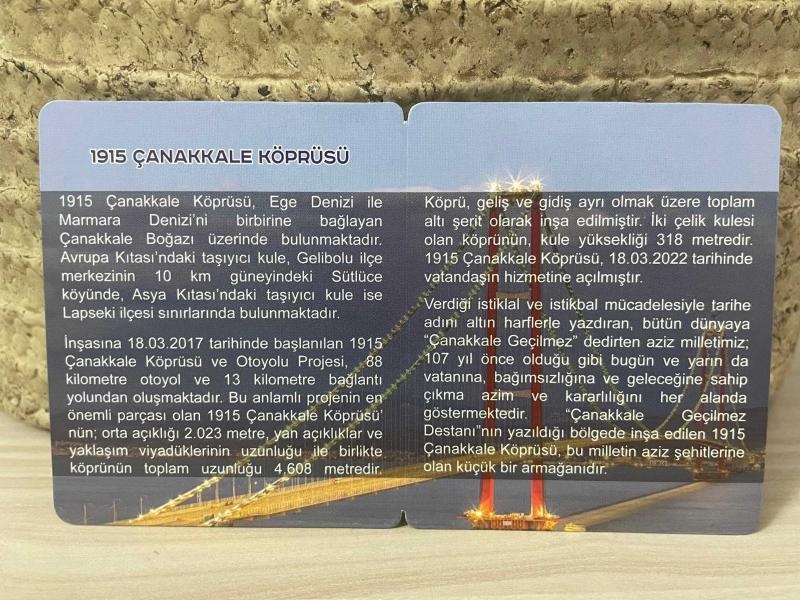 1915 ÇANAKKALE KÖPRÜSÜ
1915 Çanakkale Köprüsü, Ege Denizi ile
Marmara Denizi'ni birbirine bağlayan
Çanakkale Boğazı üzerinde bulunmaktadır.
Avrupa Kıtası'ndaki taşıyıcı kule, Gelibolu ilçe
merkezinin 10 km güneyindeki Sütlüce
köyünde, Asya Kıtası'ndaki taşıyıcı kule ise
Lapseki ilçesi sınırlarında bulunmaktadır.
İnşasına 18.03.2017 tarihinde başlanılan 1915
Çanakkale Köprüsü ve Otoyolu Projesi, 88
kilometre otoyol ve 13 kilometre bağlantı
yolundan oluşmaktadır. Bu anlamlı projenin en
önemli parçası olan 1915 Çanakkale Köprüsü'
nün; orta açıklığı 2.023 metre, yan açıklıklar ve
yaklaşım viyadüklerinin uzunluğu ile birlikte
köprünün toplam uzunluğu 4.608 metredir.
Köprü, geliş ve gidiş ayrı olmak üzere toplam
altı şerit olarak inşa edilmiştir. İki çelik kulesi
olan köprünün, kule yüksekliği 318 metredir.
1915 Çanakkale Köprüsü, 18.03.2022 tarihinde
vatandaşın hizmetine açılmıştır.
Verdiği istiklal ve istikbal mücadelesiyle tarihe
adını altın harflerle yazdıran, bütün dünyaya
“Çanakkale Geçilmez” dedirten aziz milletimiz;
107 yıl önce olduğu gibi bugün ve yarın da
vatanına, bağımsızlığına ve geleceğine sahip
çıkma azim ve kararlılığını her alanda
göstermektedir. “Çanakkale Geçilmez
Destanı”nın yazıldığı bölgede inşa edilen 1915
Çanakkale Köprüsü, bu milletin aziz şehitlerine
olan küçük bir armağanıdır.